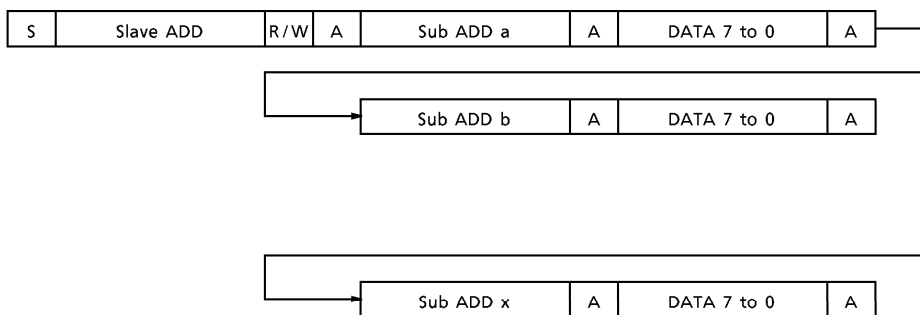 S Slave ADD R/W A Sub ADD a A DATA 7 to 0 A
Sub ADD b A DATA 7 to 0 A
Sub ADD x A DATA 7 to 0 A